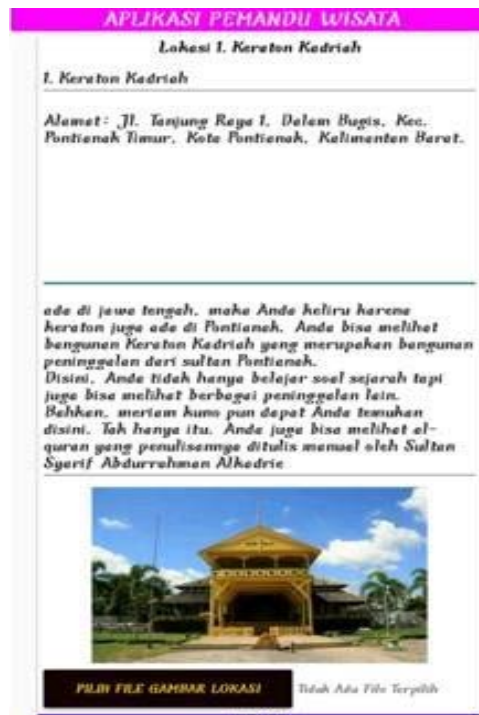 APLIKASI PEMANDU WISATA
Lokasi 1. Keraton Kadriah
1. Keraton Kadriah
Alamat: Jl. Tanjung Raya 1, Dalam Bugis, Kec.
Pontianak Timur, Kota Pontianak, Kalimantan Barat.
ada di jawa tengah, maka Anda keliru karena
keraton juga ada di Pontianak. Anda bisa melihat
bangunan Keraton Kadriah yang merupakan bangunan
peninggalan dari sultan Pontianak.
Disini, Anda tidak hanya belajar soal sejarah tapi
juga bisa melihat berbagai peninggalan lain.
Bahkan, meriam kuno pun dapat Anda temukan
disini. Tak hanya itu, Anda juga bisa melihat al-
quran yang penulisannya ditulis manual oleh Sultan
Syarif Abdurrahman Alkadrie
PILIH FILE GAMBAR LOKASI Tidak Ada File Terpilih